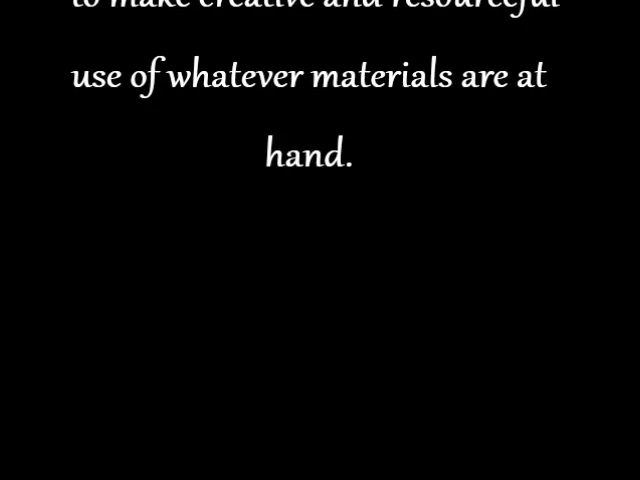 to make creative and resourceful
use of whatever materials are at
hand.